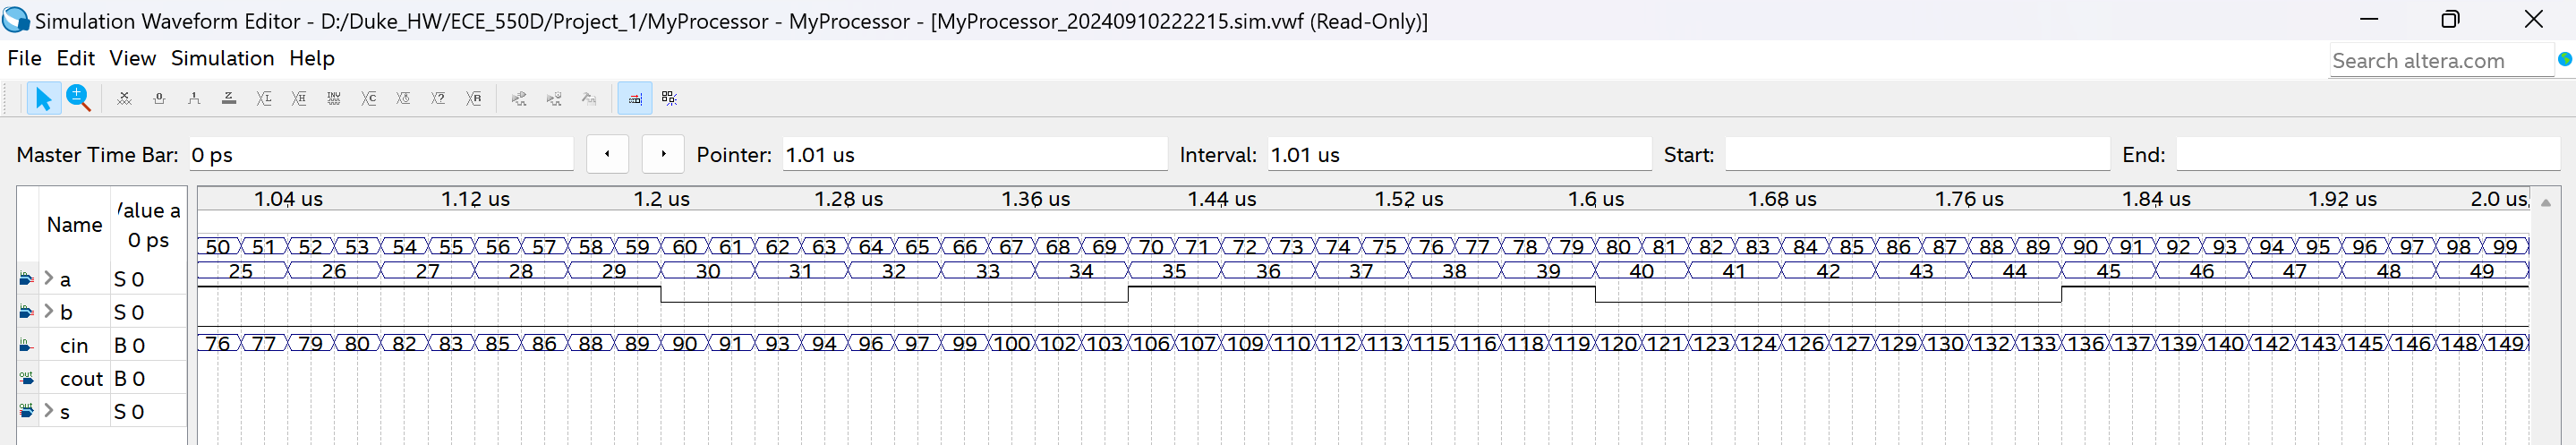 Simulation Waveform Editor - D:/Duke_HW/ECE_550D/Project_1/MyProcessor - MyProcessor - [MyProcessor_20240910222215.sim.vwf (Read-Only)]
File Edit View Simulation Help
Search altera.com
Master Time Bar: 0 ps Pointer: 1.01 us Interval: 1.01 us Start: End:
Name /alue a 0 ps
1.04 us 1.12 us 1.2 us 1.28 us 1.36 us 1.44 us 1.52 us 1.6 us 1.68 us 1.76 us 1.84 us 1.92 us 2.0 us
50 51 52 53 54 55 56 57 58 59 60 61 62 63 64 65 66 67 68 69 70 71 72 73 74 75 76 77 78 79 80 81 82 83 84 85 86 87 88 89 90 91 92 93 94 95 96 97 98 99
a S 0
25 26 27 28 29 30 31 32 33 34 35 36 37 38 39 40 41 42 43 44 45 46 47 48 49
b S 0
cin B 0
76 77 79 80 82 83 85 86 88 89 90 91 93 94 96 97 99 100 102 103 106 107 109 110 112 113 115 116 118 119 120 121 123 124 126 127 129 130 132 133 136 137 139 140 142 143 145 146 148 149
cout B 0
s S 0